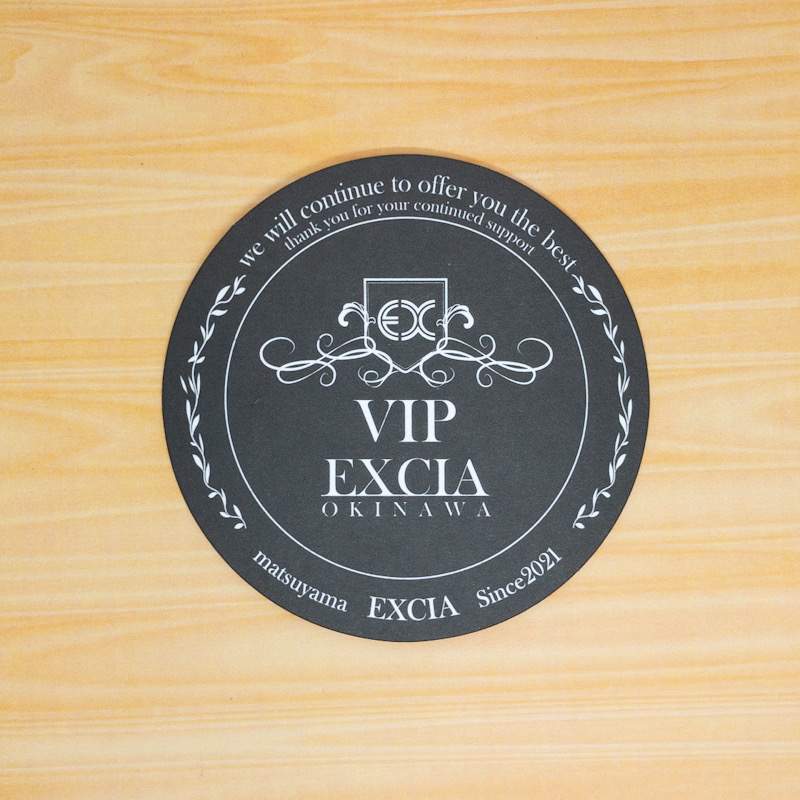 we will continue to offer you the best
thank you for your continued support
EX
VIP
EXCIA
OKINAWA
matsuyama EXCIA Since2021